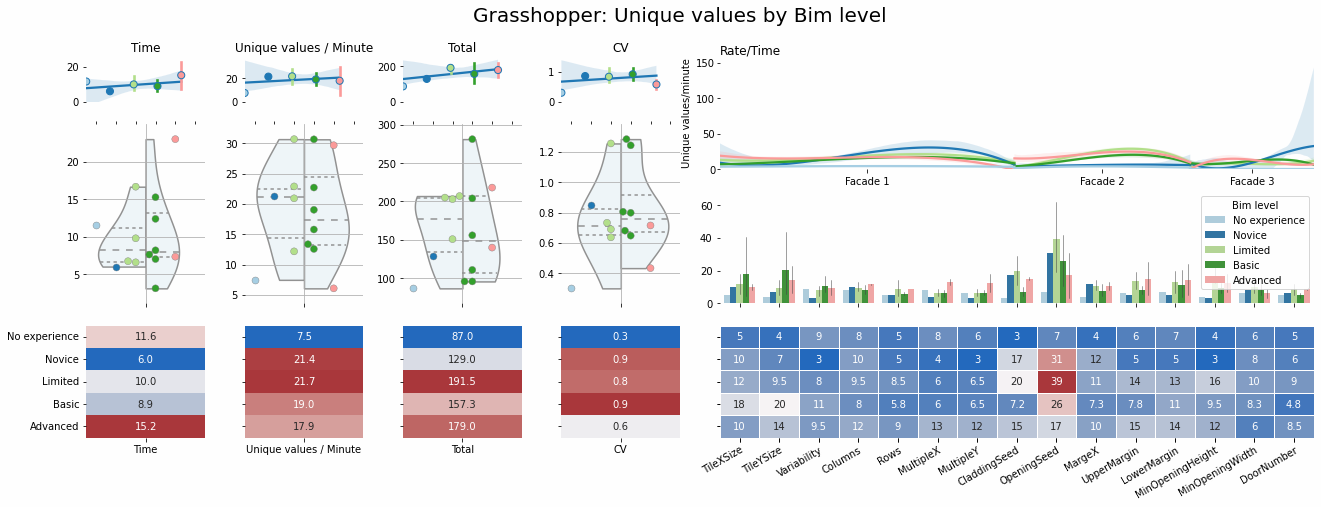 Grasshopper: Unique values by Bim level
Time
Unique values / Minute
Total
CV
Rate/Time
20
0
20
0
200
0
1
0
150
100
50
0
Unique values/minute
Facade 1
Facade 2
Facade 3
20
15
10
5
30
25
20
15
10
5
300
250
200
150
100
1.2
1.0
0.8
0.6
0.4
60
40
20
0
Bim level
No experience
Novice
Limited
Basic
Advanced
No experience 11.6 7.5 87.0 0.3 5 4 9 8 5 8 6 3 7 4 6 7 4 6 5
Novice 6.0 21.4 129.0 0.9 10 7 3 10 5 4 3 17 31 12 5 5 3 8 6
Limited 10.0 21.7 191.5 0.8 12 9.5 8 9.5 8.5 6 6.5 20 39 11 14 13 16 10 9
Basic 8.9 19.0 157.3 0.9 18 20 11 8 5.8 6 6.5 7.2 26 7.3 7.8 11 9.5 8.3 4.8
Advanced 15.2 17.9 179.0 0.6 10 14 9.5 12 9 13 12 15 17 10 15 14 12 6 8.5
Time
Unique values / Minute
Total
CV
TileXSize
TileYSize
Variability
Columns
Rows
MultipleX
MultipleY
CladdingSeed
OpeningSeed
MargeX
UpperMargin
LowerMargin
MinOpeningHeight
MinOpeningWidth
DoorNumber